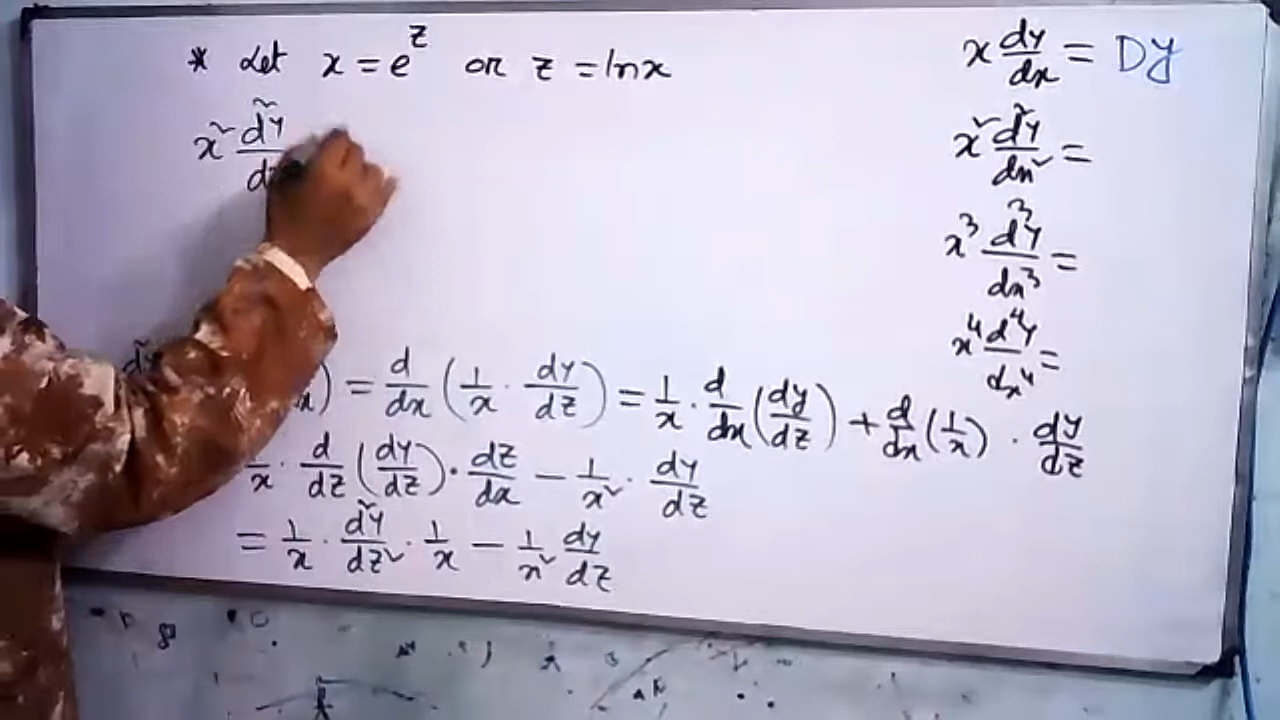 * Let x = e^z or z = ln x
x² d²y/d
x dy/dx = Dy
x² d²y/dx² =
x³ d³y/dx³ =
x⁴ d⁴y/dx⁴ =
d²y x) = d/dx (1/x · dy/dz) = 1/x · d/dx (dy/dz) + d/dx (1/x) · dy/dz
1/x · d/dz (dy/dz) · dz/dx − 1/x² · dy/dz
= 1/x · d²y/dz² · 1/x − 1/x² dy/dz